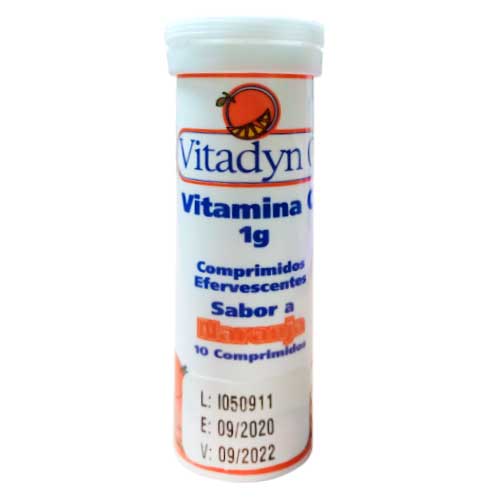 Vitadyn C
Vitamina C
1g
Comprimidos
Efervescentes
Sabor a
Naranja
10 Comprimidos
L: I050911
E: 09/2020
V: 09/2022